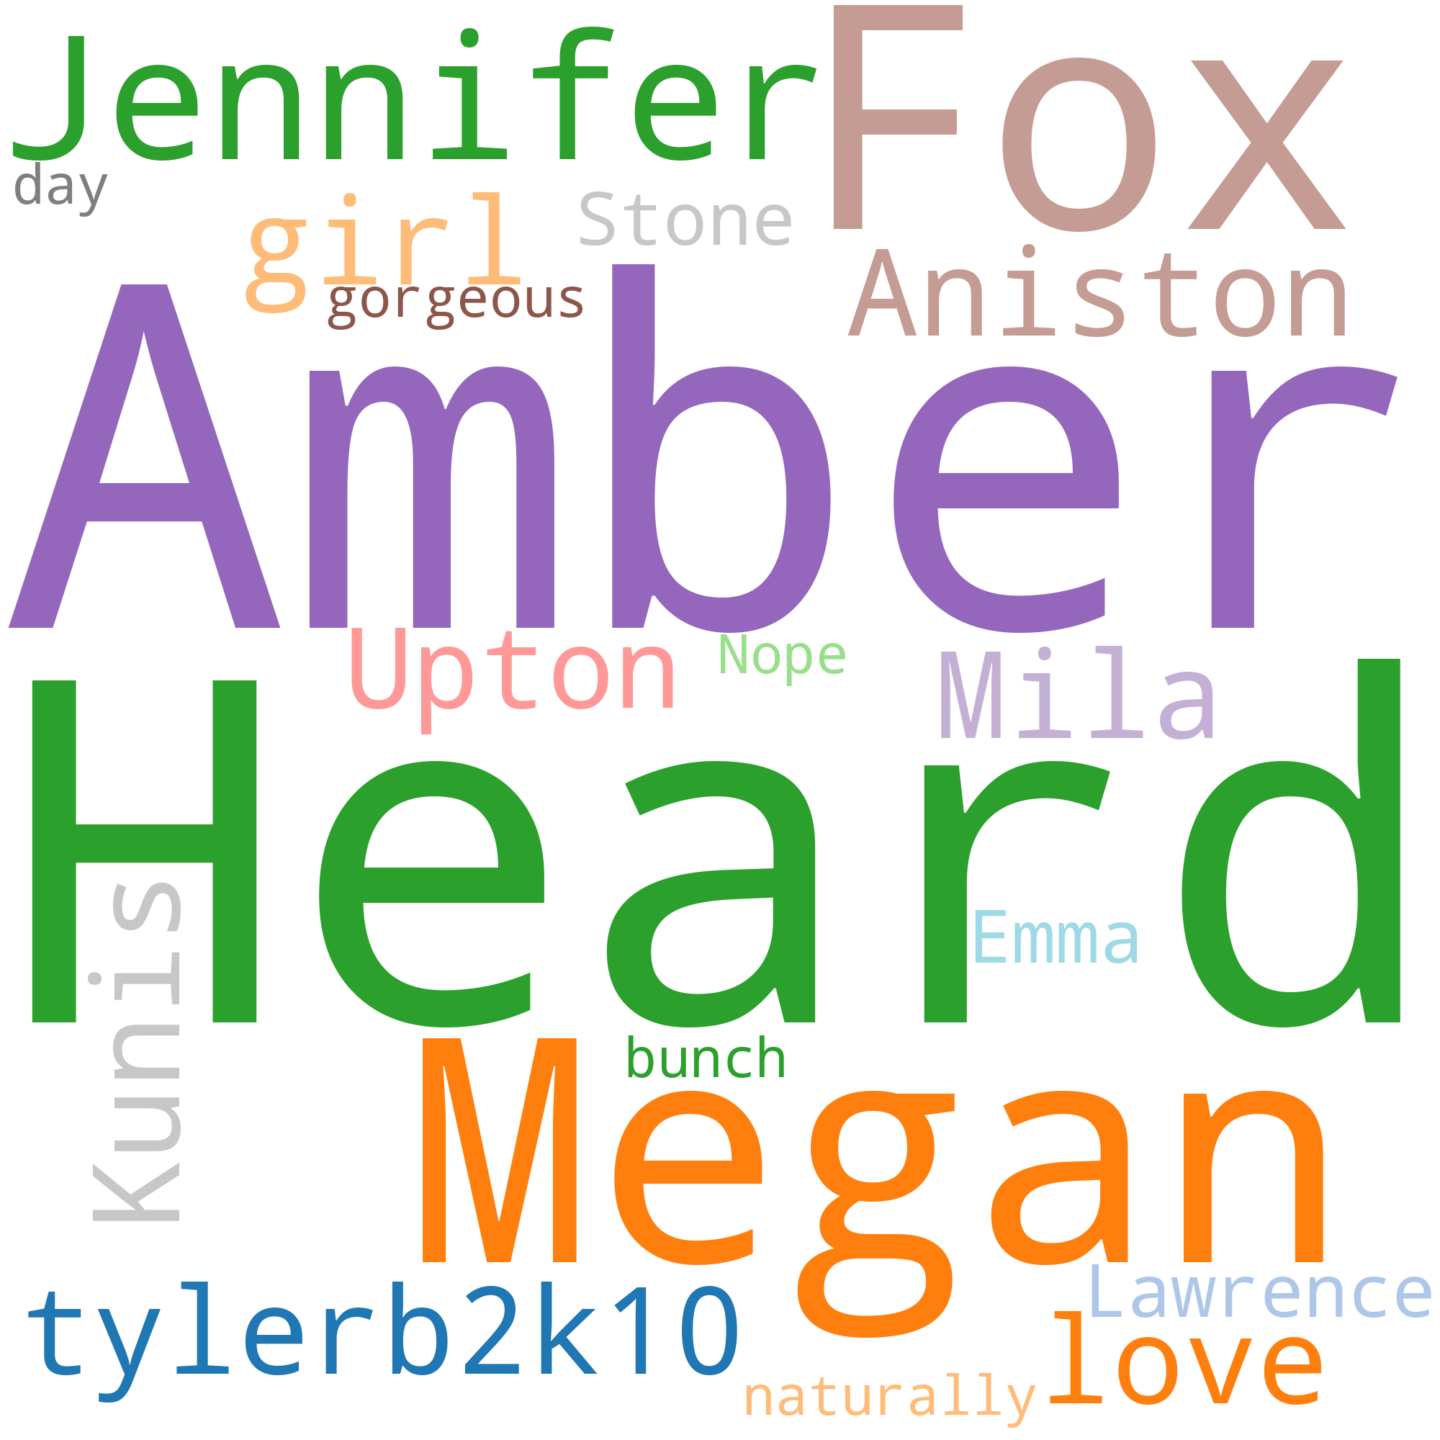 Jennifer
Fox
day
girl
Stone
gorgeous
Aniston
Amber
Upton
Nope
Mila
Heard
Kunis
Emma
bunch
Megan
tylerb2k10
Lawrence
love
naturally